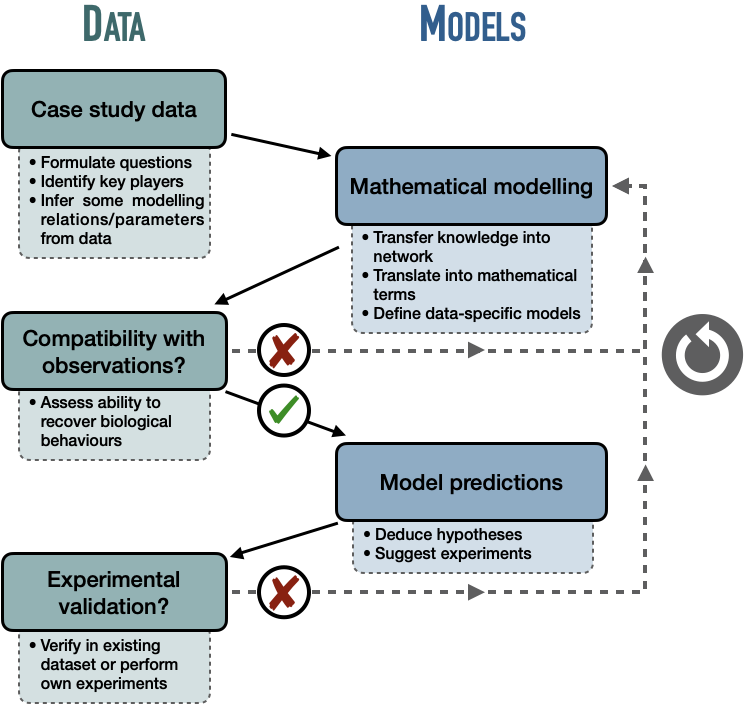 DATA
MODELS
Case study data
• Formulate questions
• Identify key players
• Infer some modelling
relations/parameters
from data
Mathematical modelling
• Transfer knowledge into
network
• Translate into mathematical
terms
• Define data-specific models
Compatibility with
observations?
• Assess ability to
recover biological
behaviours
Model predictions
• Deduce hypotheses
• Suggest experiments
Experimental
validation?
• Verify in existing
dataset or perform
own experiments